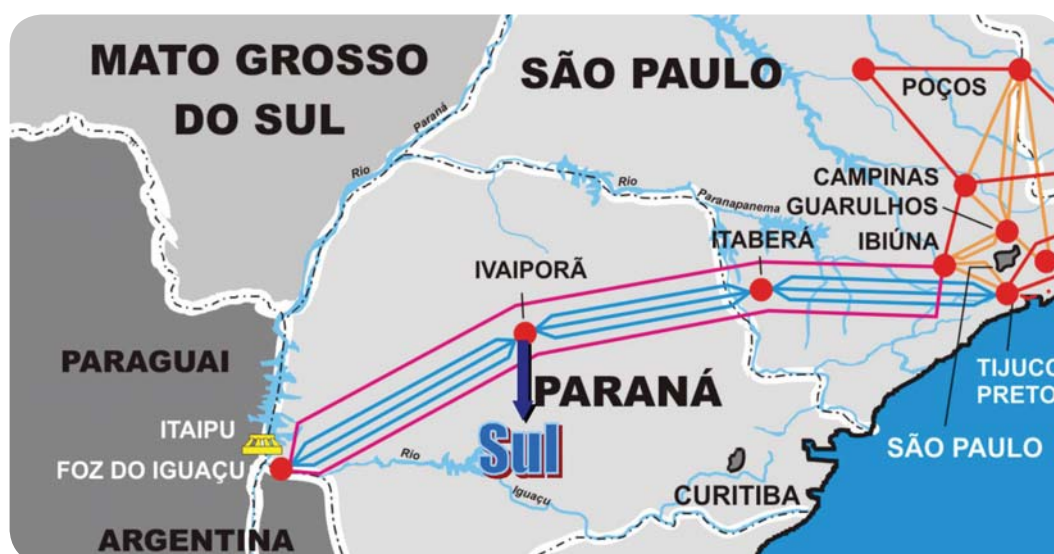 MATO GROSSO
DO SUL
SÃO PAULO
POÇOS
Paraná
Rio
CAMPINAS
GUARULHOS
Rio
Paranapanema
ITABERÁ
IBIÚNA
IVAIPORÃ
PARAGUAI
PARANÁ
TIJUCO
PRETO
ITAIPU
Sul
SÃO PAULO
FOZ DO IGUAÇU
Rio
Iguaçu
CURITIBA
ARGENTINA